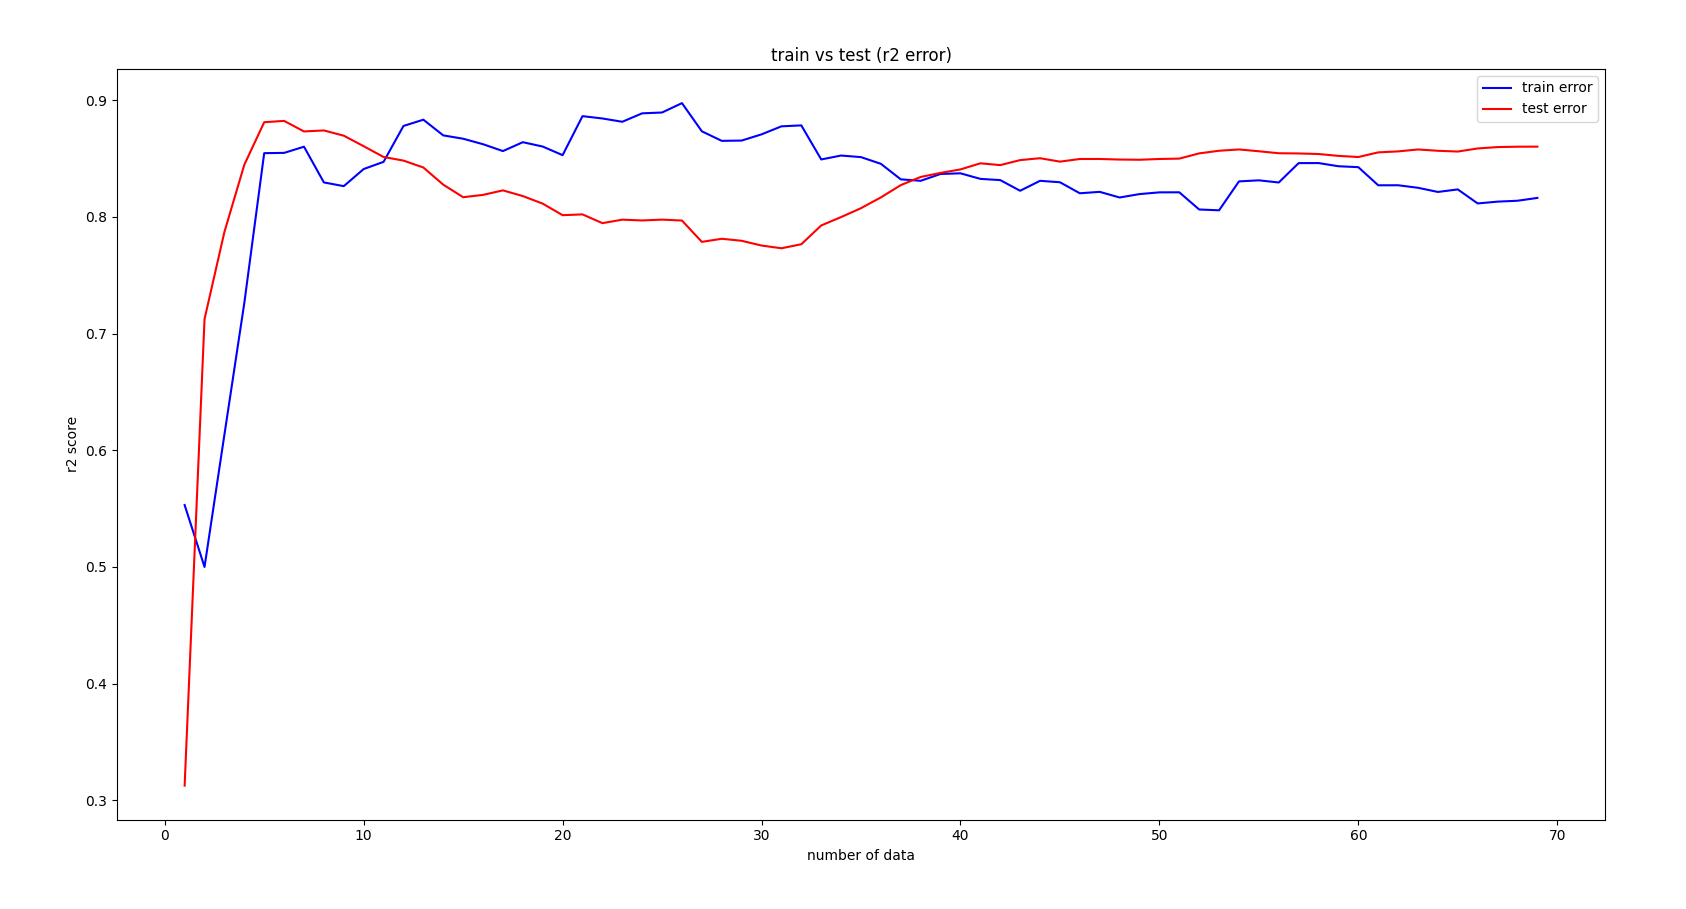 train vs test (r2 error)
train error
test error
r2 score
0.9
0.8
0.7
0.6
0.5
0.4
0.3
0 10 20 30 40 50 60 70
number of data